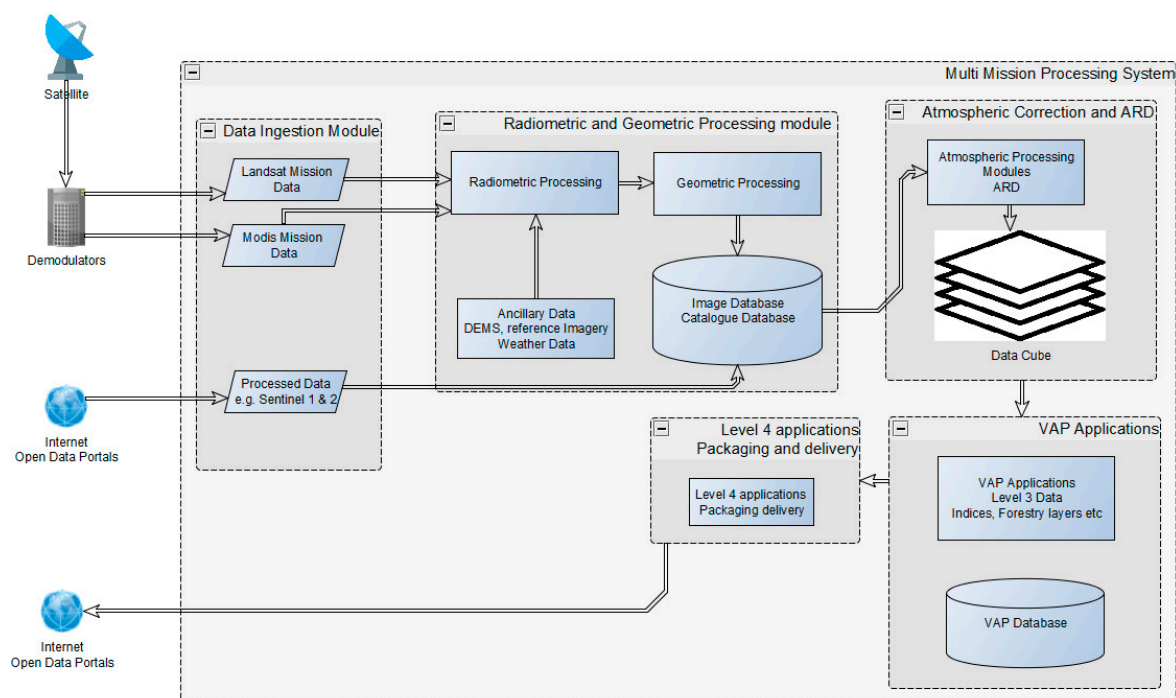 Satellite
Multi Mission Processing System
Data Ingestion Module
Radiometric and Geometric Processing module
Atmospheric Correction and ARD
Landsat Mission
Data
Modis Mission
Data
Demodulators
Radiometric Processing
Geometric Processing
Atmospheric Processing
Modules
ARD
Ancillary Data
DEMS, reference Imagery
Weather Data
Image Database
Catalogue Database
Data Cube
Processed Data
e.g. Sentinel 1 & 2
Internet
Open Data Portals
Level 4 applications
Packaging and delivery
Level 4 applications
Packaging delivery
VAP Applications
VAP Applications
Level 3 Data
Indices, Forestry layers etc
VAP Database
Internet
Open Data Portals